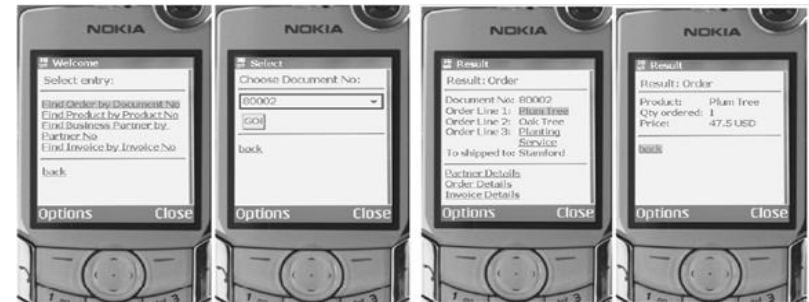 NOKIA
Welcome
Select entry:
Find Order by Document No
Find Product by Product No
Find Business Partner by
Partner No
Find Invoice by Invoice No
back
Options Close
NOKIA
Select
Choose Document No:
80002
GO!
back
Options Close
NOKIA
Result
Result: Order
Document No: 80002
Order Line 1: Plum Tree
Order Line 2: Oak Tree
Order Line 3: Planting
Service
To shipped to: Stamford
Partner Details
Order Details
Invoice Details
Options Close
NOKIA
Result
Result: Order
Product: Plum Tree
Qty ordered: 1
Price: 47.5 USD
back
Options Close